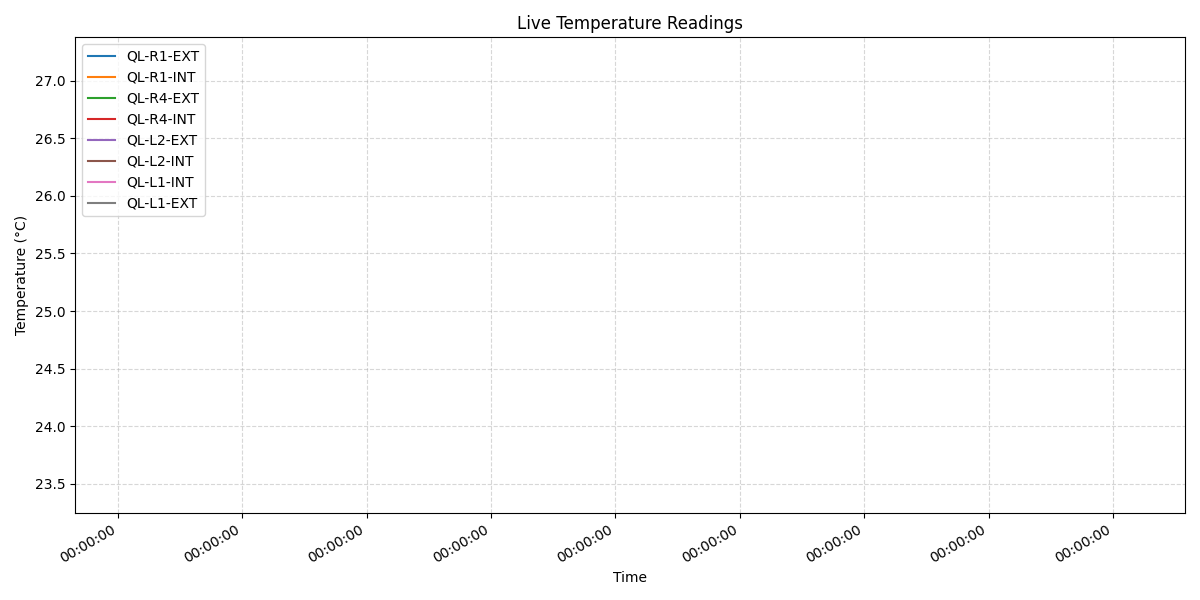 Live Temperature Readings
QL-R1-EXT
QL-R1-INT
QL-R4-EXT
QL-R4-INT
QL-L2-EXT
QL-L2-INT
QL-L1-INT
QL-L1-EXT
27.0
26.5
26.0
25.5
25.0
24.5
24.0
23.5
Temperature (°C)
00:00:00 00:00:00 00:00:00 00:00:00 00:00:00 00:00:00 00:00:00 00:00:00 00:00:00
Time